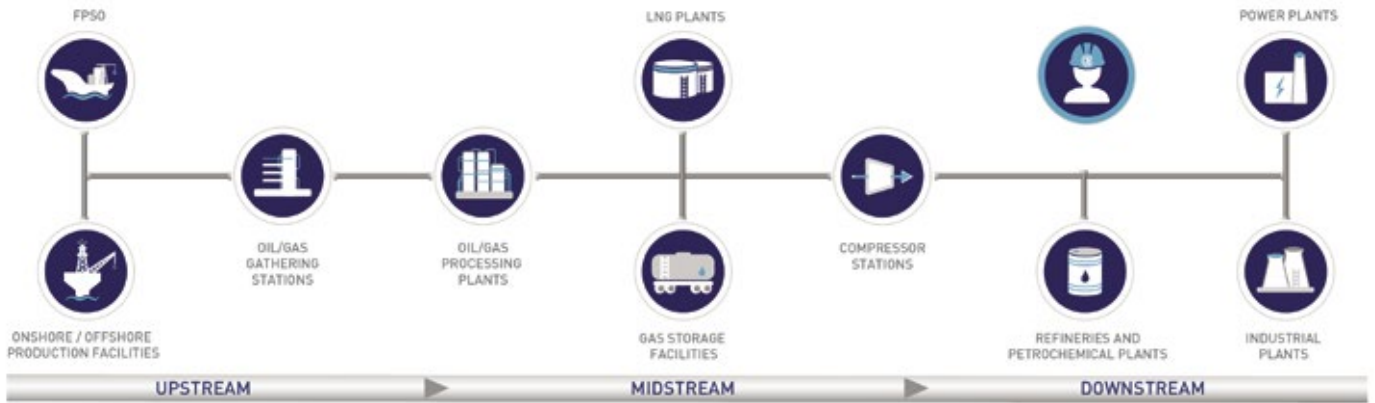 FPSO
LNG PLANTS
POWER PLANTS
OIL/GAS
GATHERING
STATIONS
OIL/GAS
PROCESSING
PLANTS
COMPRESSOR
STATIONS
ONSHORE / OFFSHORE
PRODUCTION FACILITIES
GAS STORAGE
FACILITIES
REFINERIES AND
PETROCHEMICAL PLANTS
INDUSTRIAL
PLANTS
UPSTREAM
MIDSTREAM
DOWNSTREAM